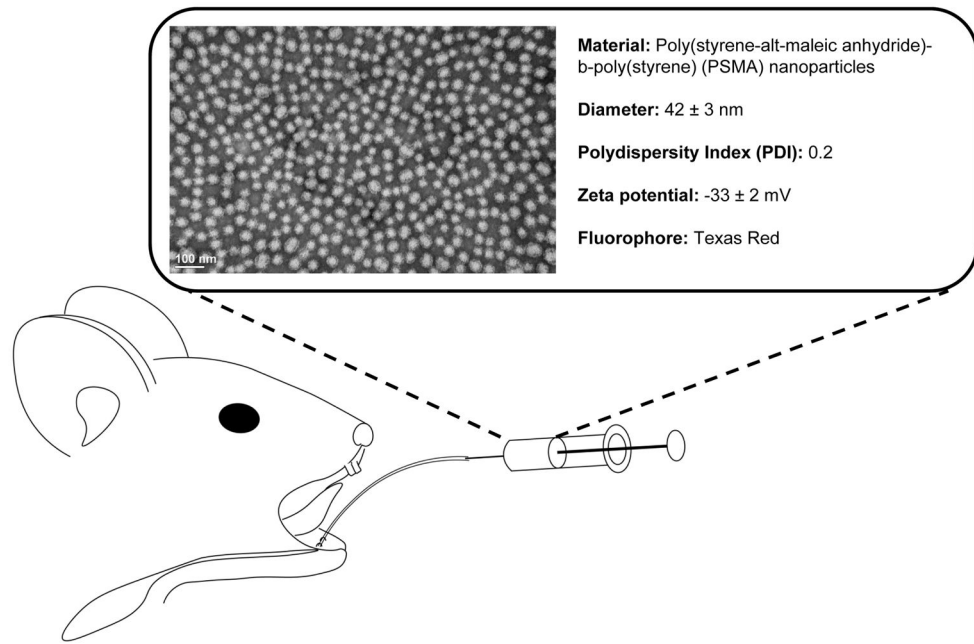 Material: Poly(styrene-alt-maleic anhydride)-
b-poly(styrene) (PSMA) nanoparticles
Diameter: 42 ± 3 nm
Polydispersity Index (PDI): 0.2
Zeta potential: -33 ± 2 mV
Fluorophore: Texas Red
100 nm